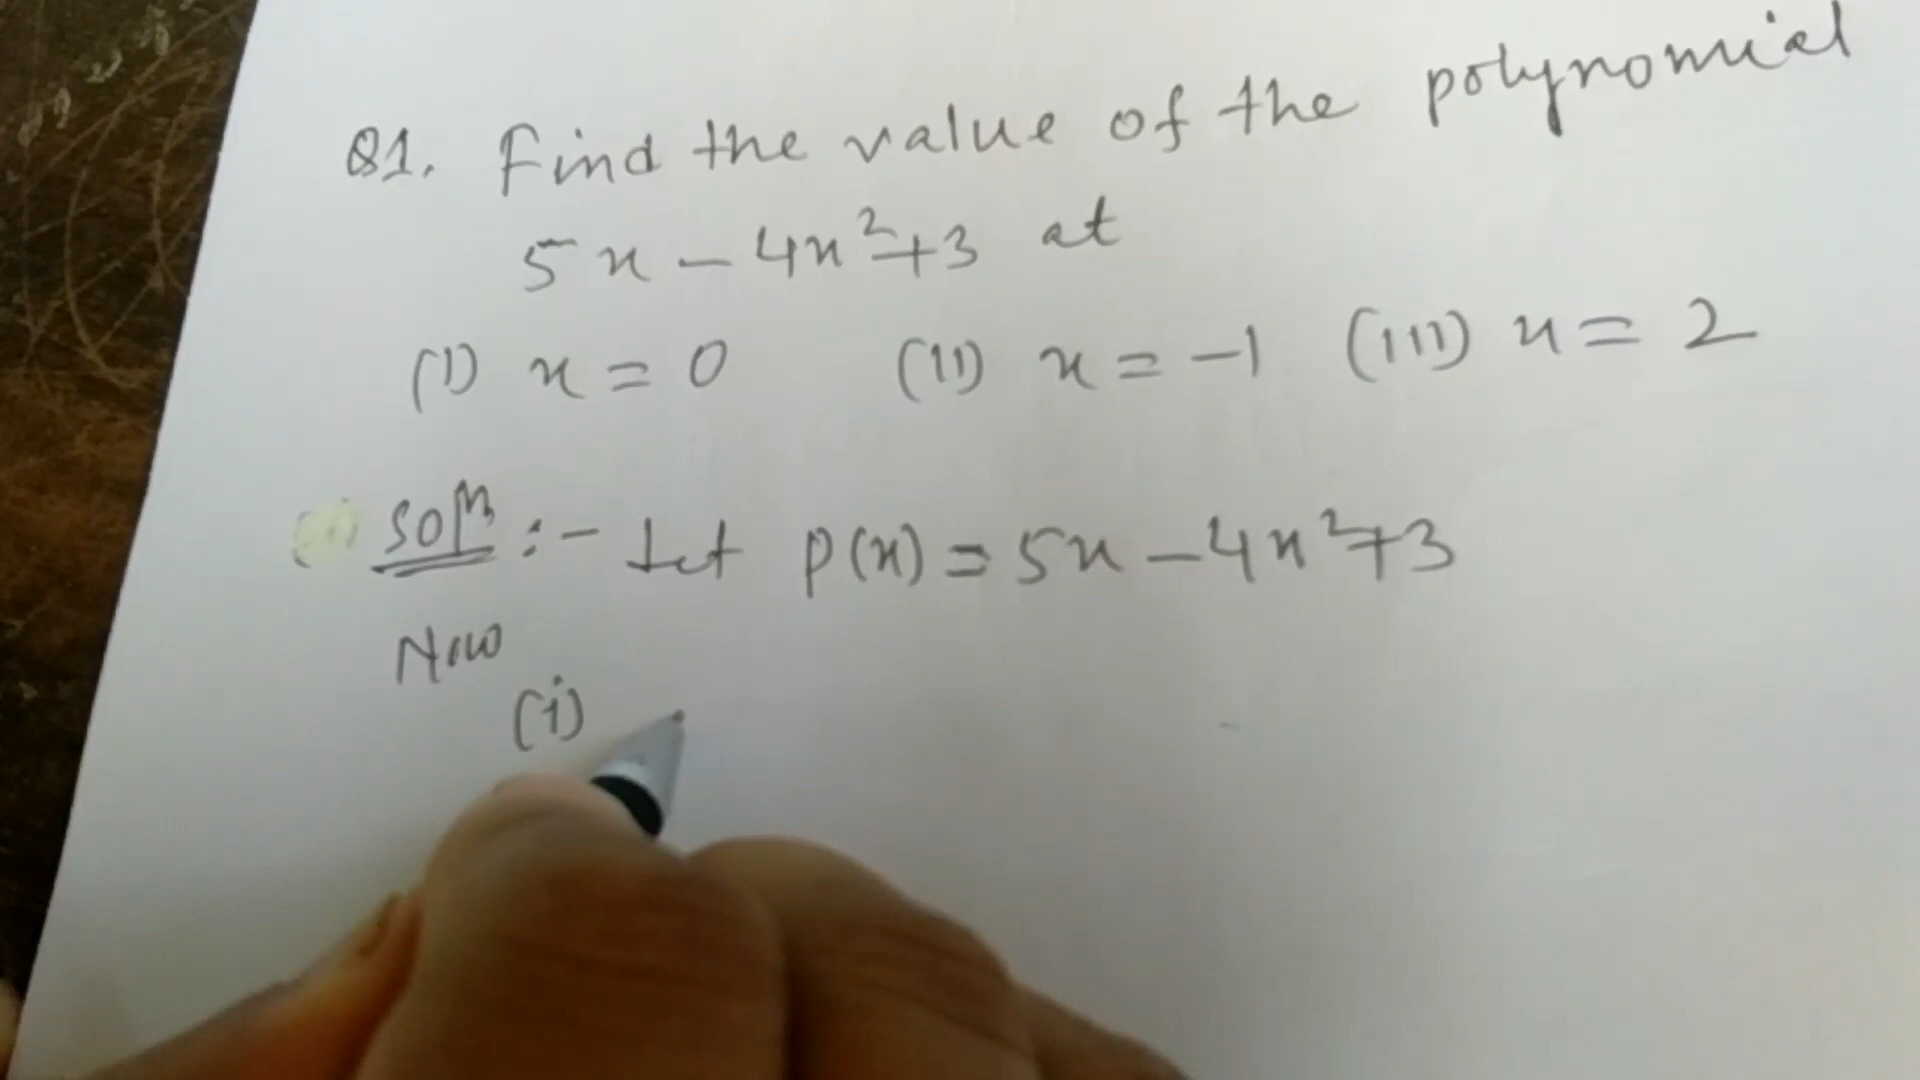 Q1. Find the value of the polynomial
5x - 4x²+3 at
(I) x = 0 (II) x = -1 (III) x = 2
Solⁿ :- Let p(x) = 5x - 4x²+3
Now
(i)